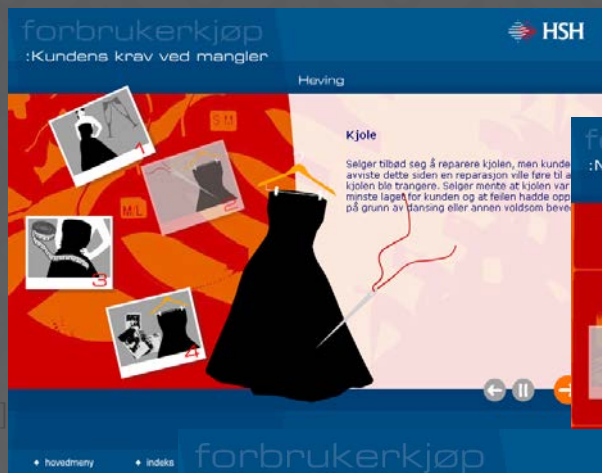 forbrukerkjøp
HSH
:Kundens krav ved mangler
Heving
1
S M
2
M/L
3
4
Kjole
Selger tilbød seg å reparere kjolen, men kunde
avviste dette siden en reparasjon ville føre til a
kjolen ble trangere. Selger mente at kjolen var
minste laget for kunden og at feilen hadde opp
på grunn av dansing eller annen voldsom beve
fo
:N
hovedmeny
indeks
forbrukerkjøp